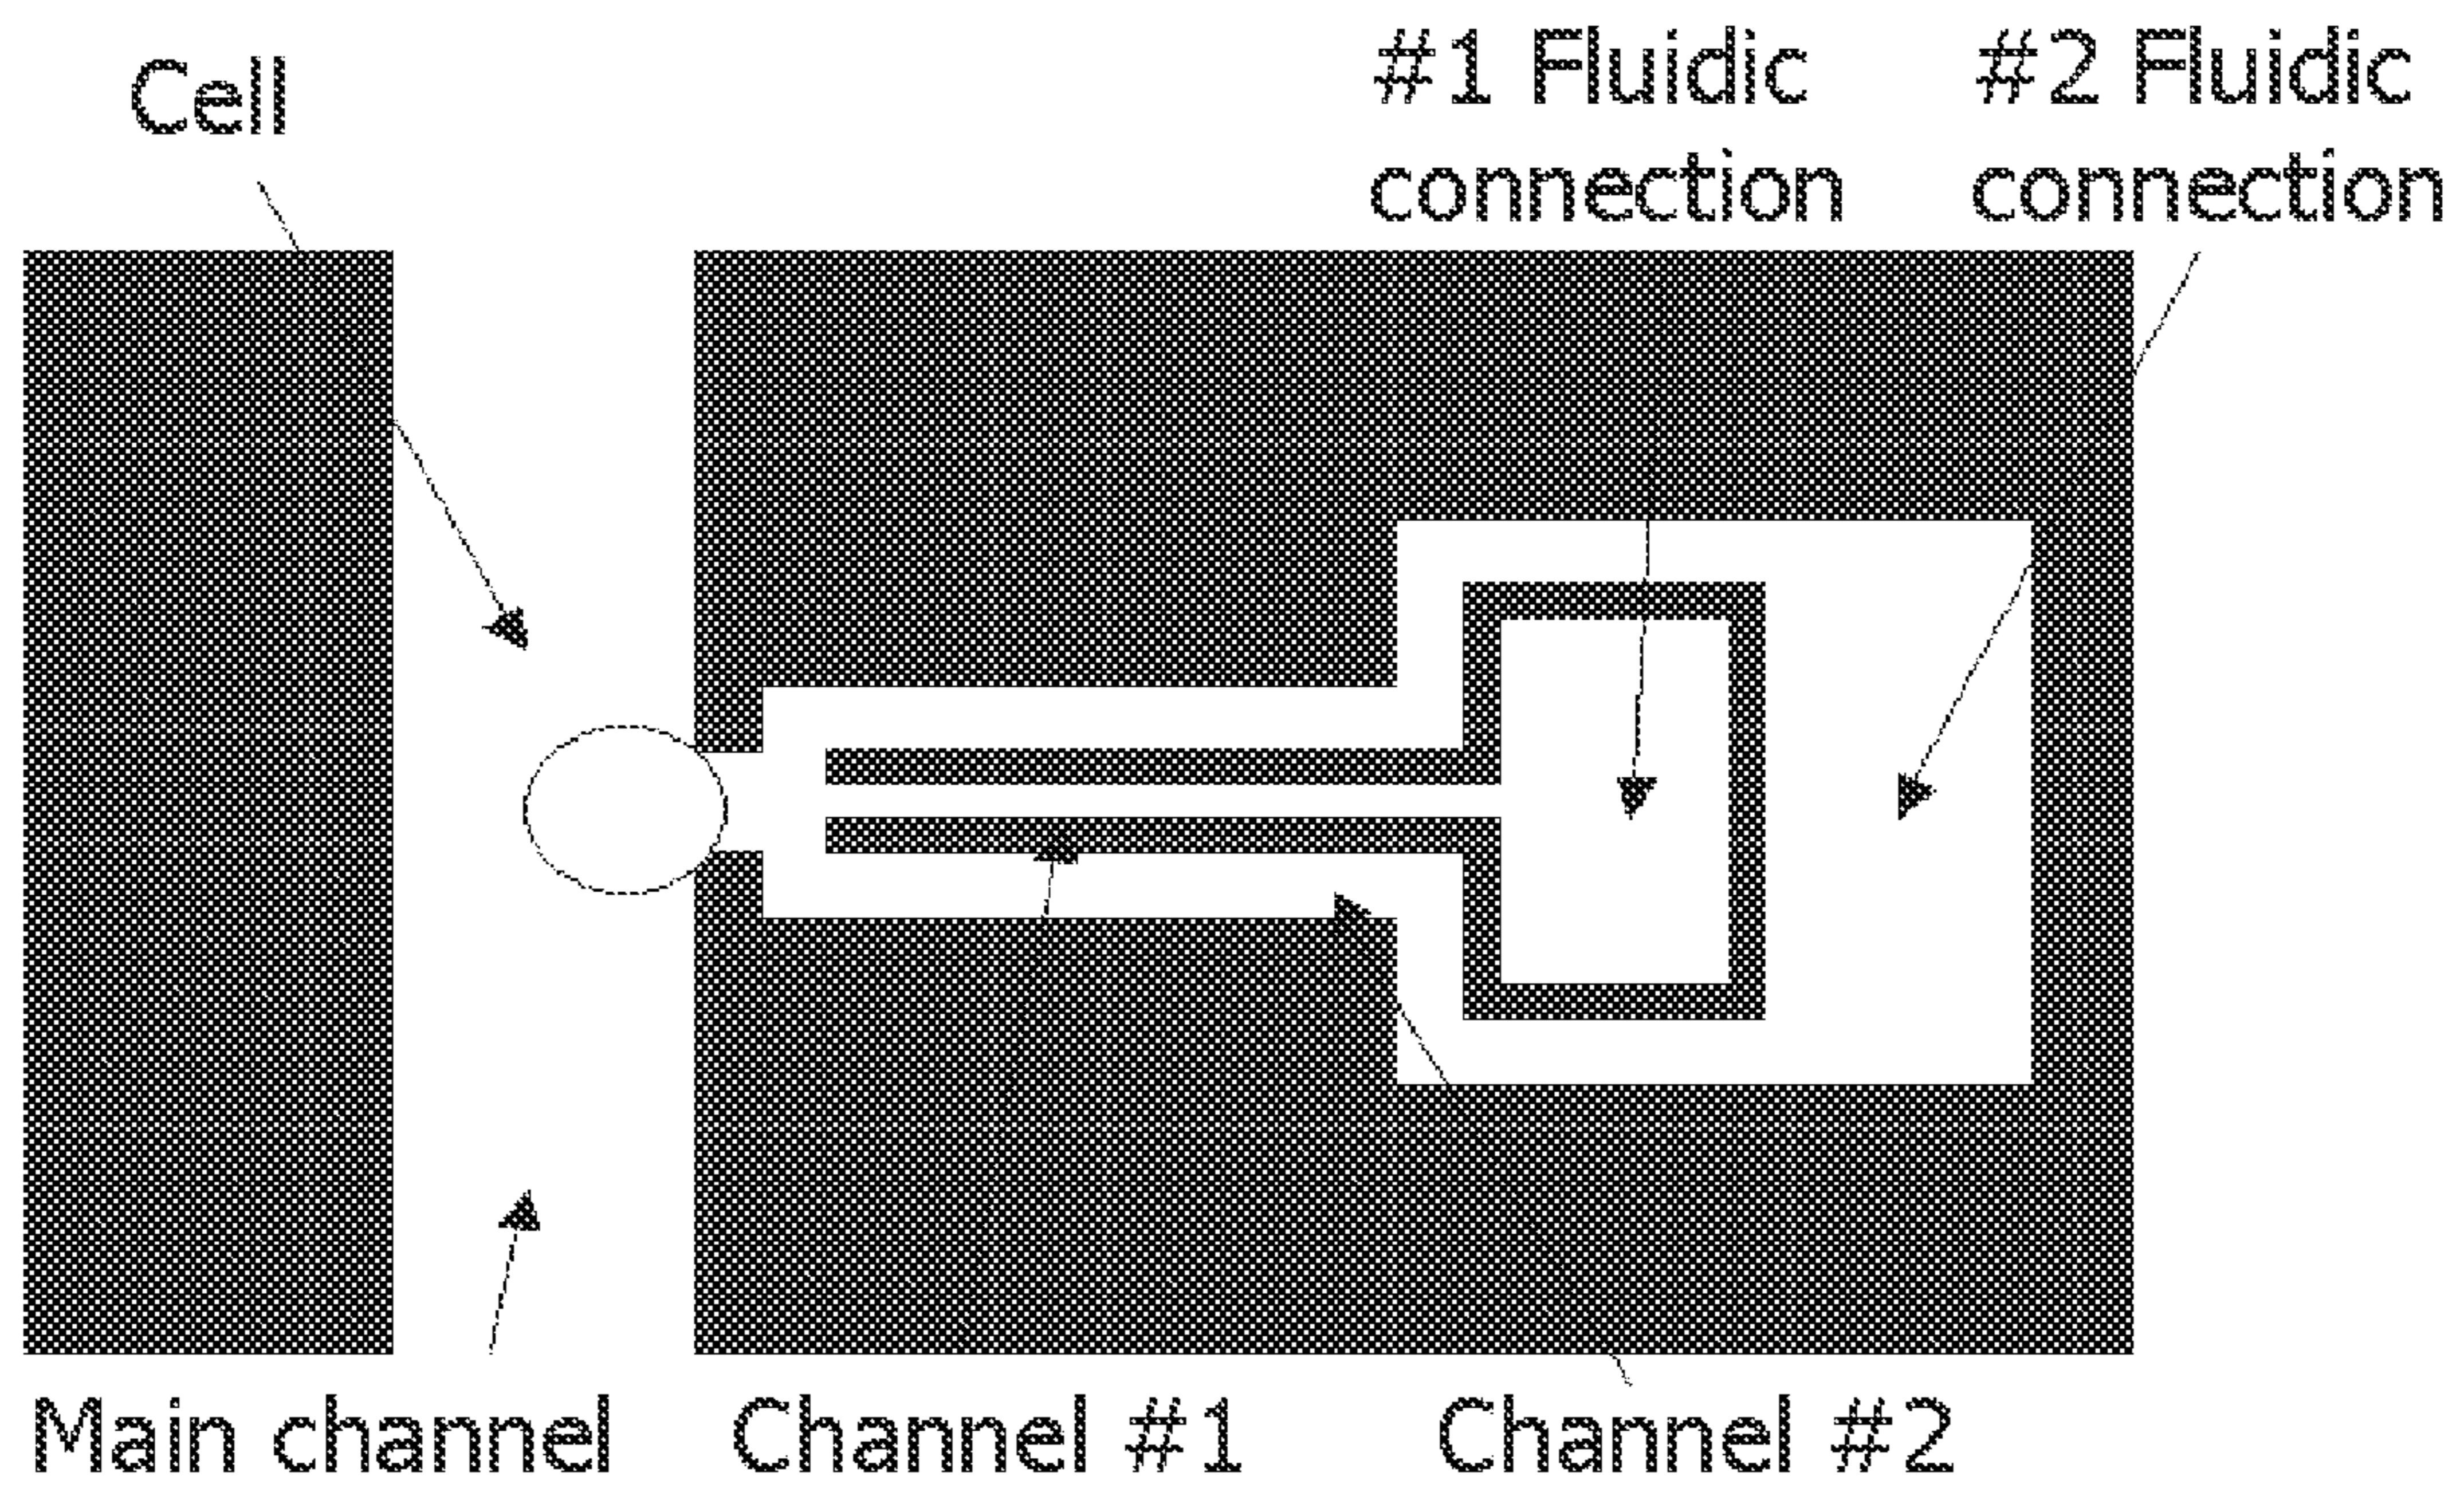 Cell
#1 Fluidic
connection
#2 Fluidic
connection
Main channel
Channel #1
Channel #2